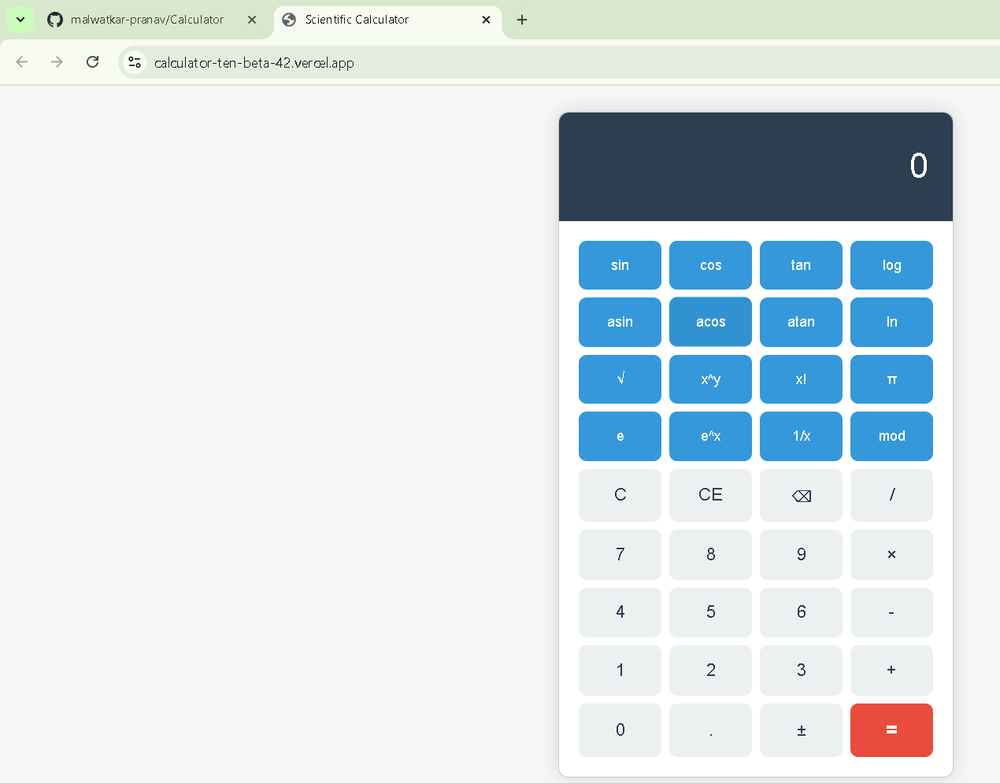 malwatkar-pranav/Calculator
Scientific Calculator
calculator-ten-beta-42.vercel.app
0
sin cos tan log
asin acos atan ln
√ x^y x! π
e e^x 1/x mod
C CE ⌫ /
7 8 9 ×
4 5 6 -
1 2 3 +
0 . ± =